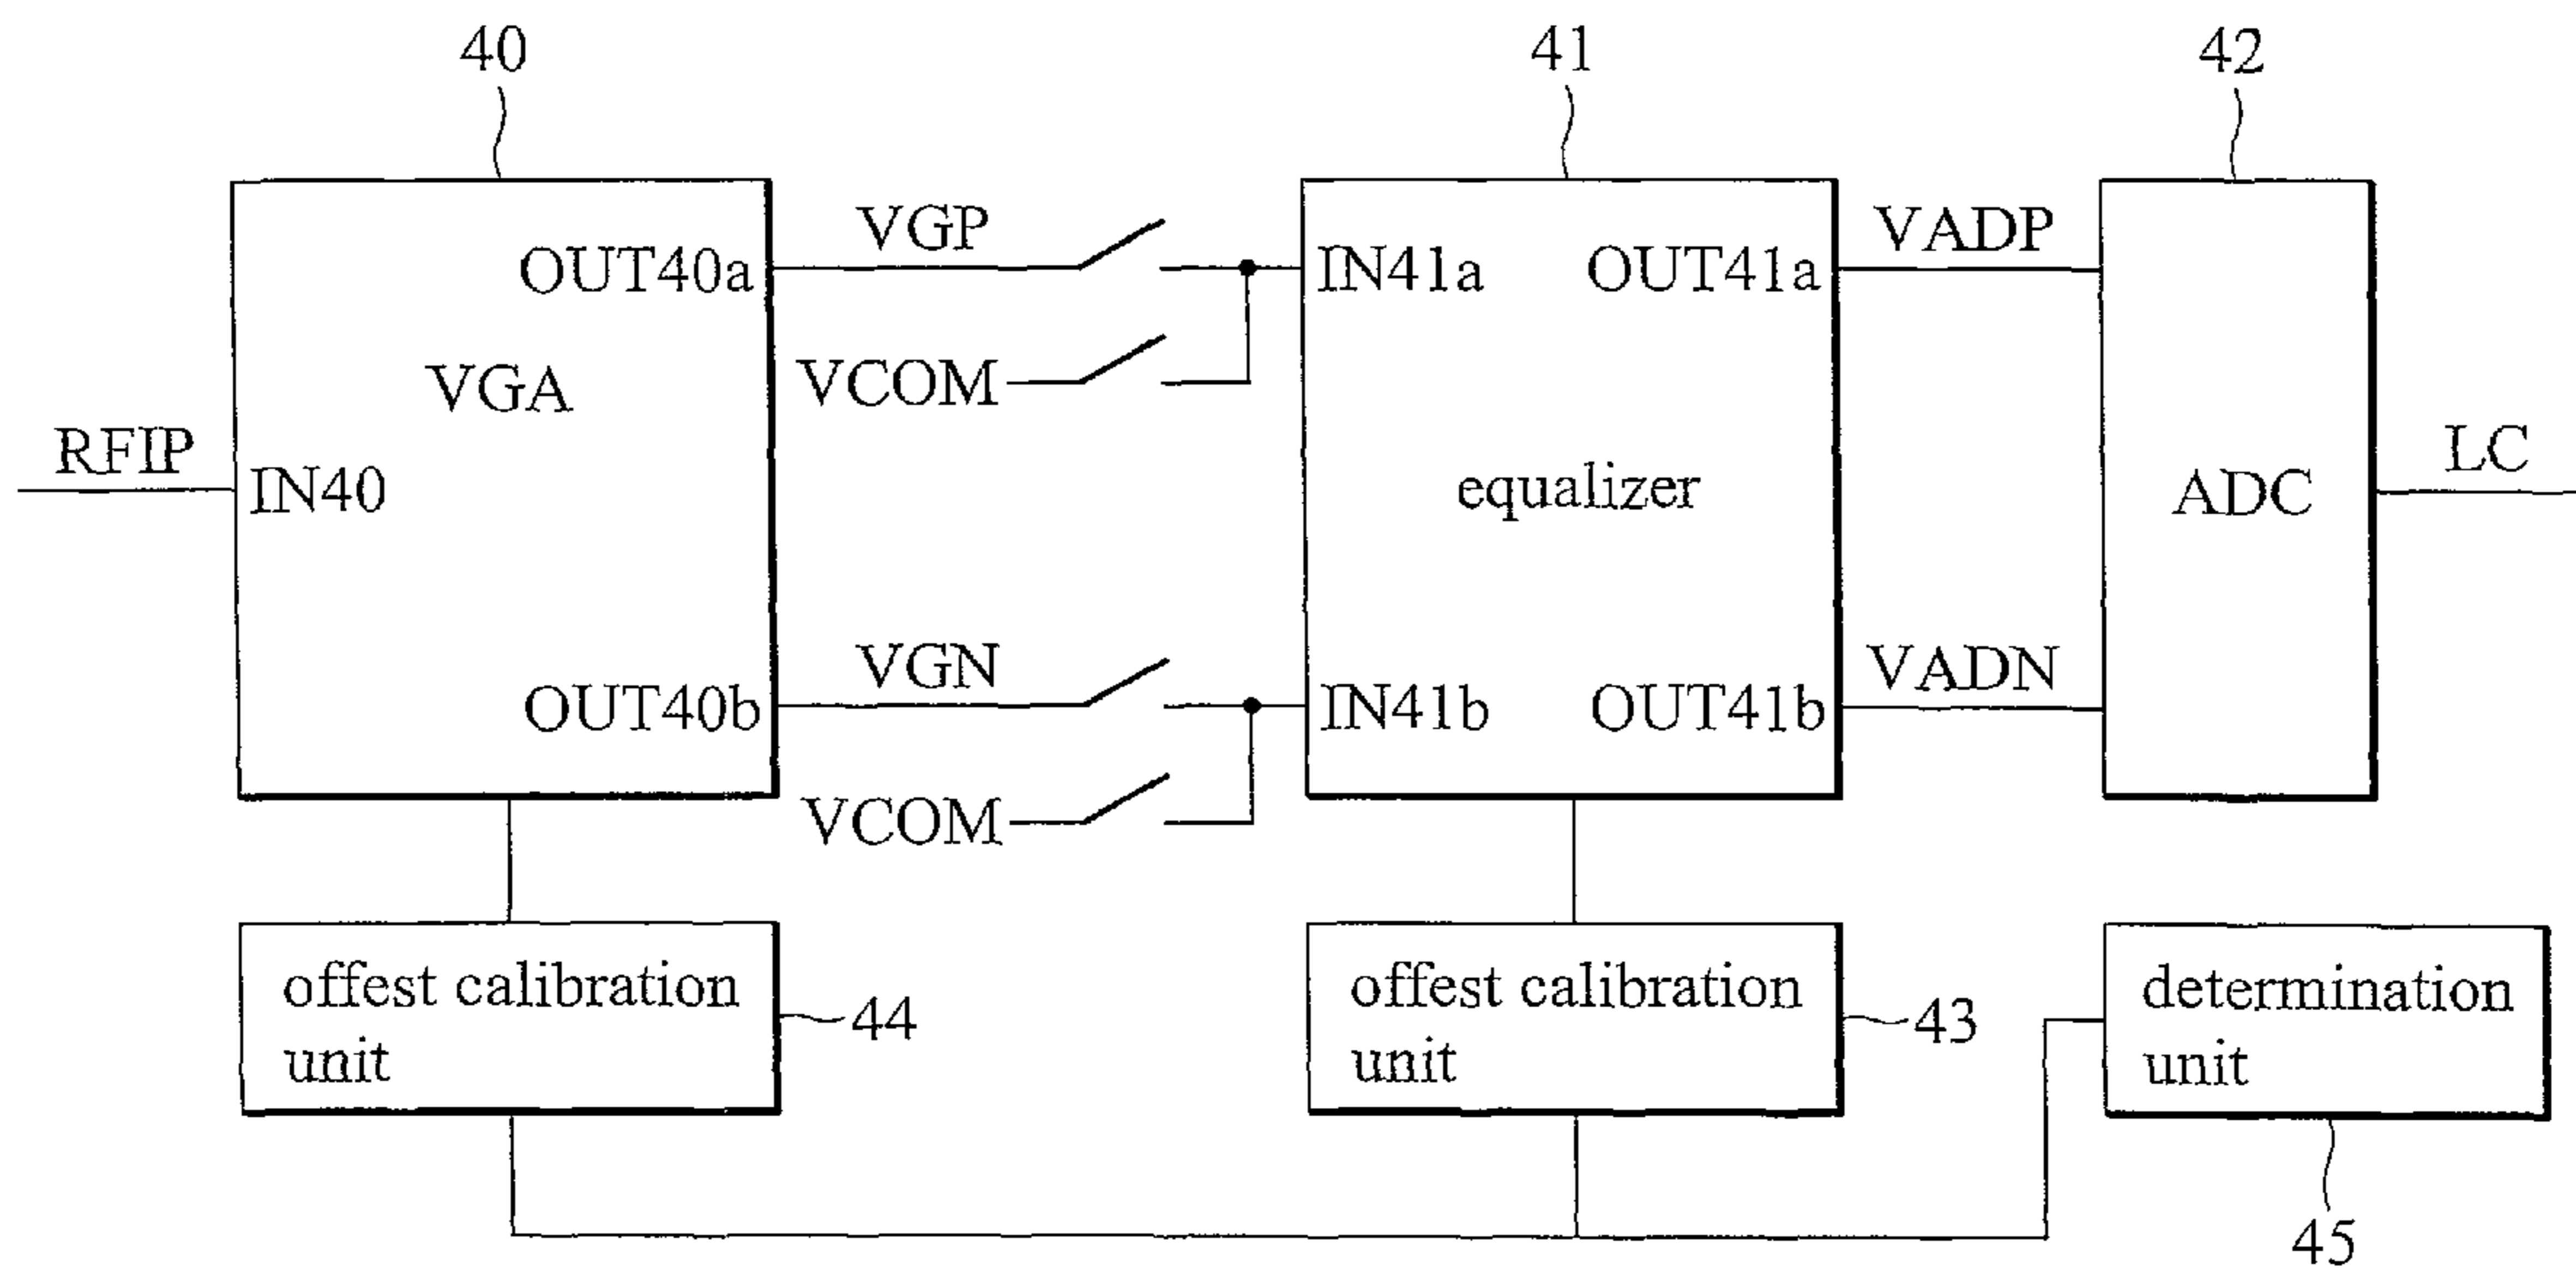 40
41
42
VGP
VADP
OUT40a
IN41a
OUT41a
VGA
VCOM
RFIP
LC
IN40
equalizer
ADC
VGN
VADN
OUT40b
IN41b
OUT41b
VCOM
offest calibration
unit
44
offest calibration
unit
43
determination
unit
45